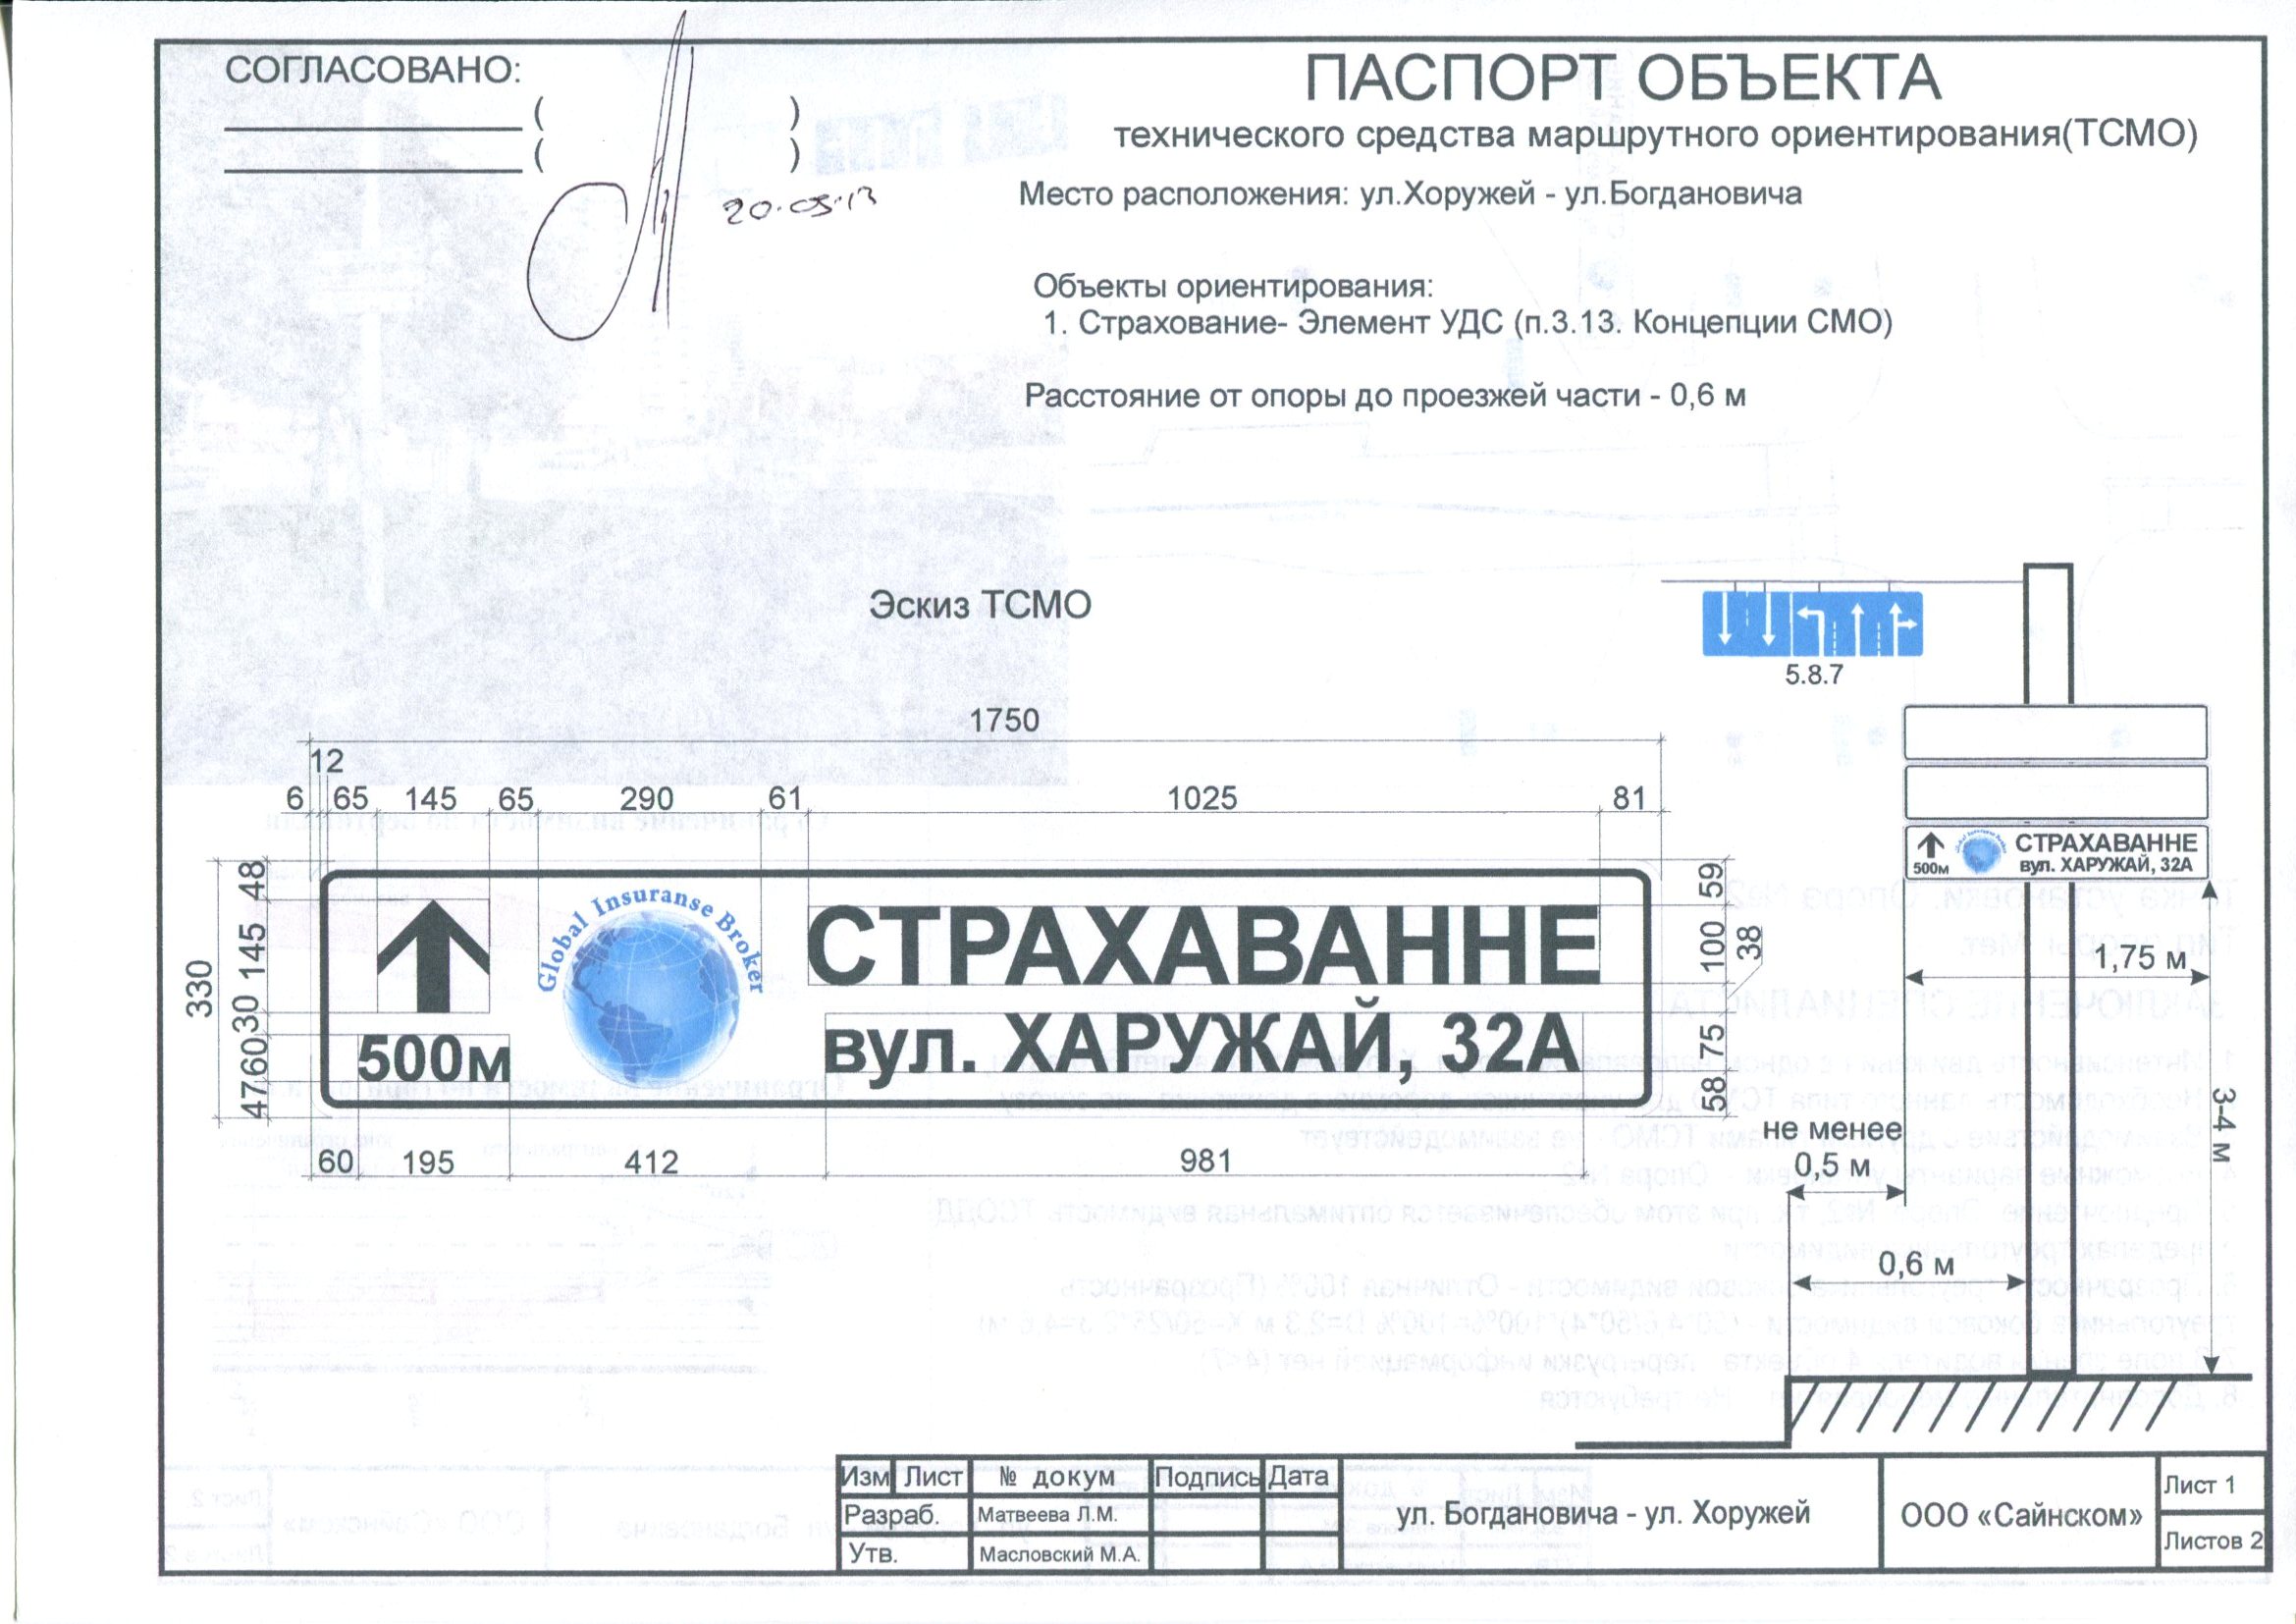 СОГЛАСОВАНО:
( )
( )
20.03.13
ПАСПОРТ ОБЪЕКТА
технического средства маршрутного ориентирования(ТСМО)
Место расположения: ул.Хоружей - ул.Богдановича
Объекты ориентирования:
1. Страхование- Элемент УДС (п.3.13. Концепции СМО)
Расстояние от опоры до проезжей части - 0,6 м
Эскиз ТСМО
5.8.7
1750
12
6 65 145 65 290 61 1025 81
330
48
145
30
60
47
Global Insuranse Broker
500м
СТРАХАВАННЕ
вул. ХАРУЖАЙ, 32А
59
100
38
75
58
60 195 412 981
500м
СТРАХАВАННЕ
вул. ХАРУЖАЙ, 32А
1,75 м
3-4 м
не менее
0,5 м
0,6 м
Изм Лист № докум Подпись Дата
Разраб. Матвеева Л.М.
Утв. Масловский М.А.
ул. Богдановича - ул. Хоружей
ООО «Сайнском»
Лист 1
Листов 2